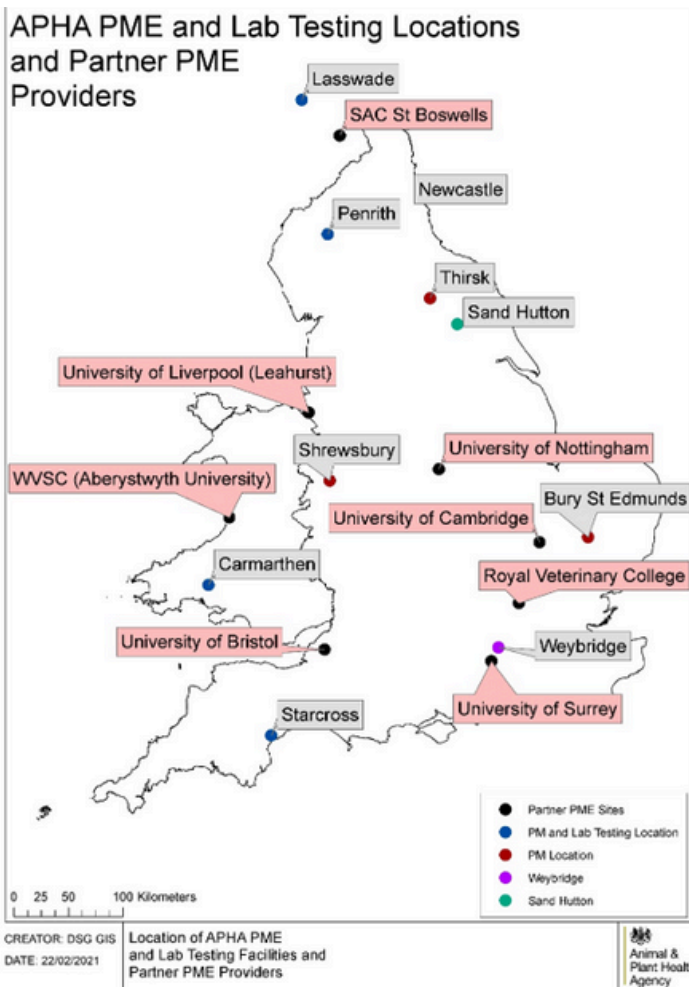 APHA PME and Lab Testing Locations
and Partner PME
Providers
Lasswade
SAC St Boswells
Newcastle
Penrith
Thirsk
Sand Hutton
University of Liverpool (Leahurst)
Shrewsbury
University of Nottingham
WVSC (Aberystwyth University)
Bury St Edmunds
University of Cambridge
Carmarthen
Royal Veterinary College
University of Bristol
Weybridge
University of Surrey
Starcross
Partner PME Sites
PM and Lab Testing Location
PM Location
Weybridge
Sand Hutton
0 25 50 100 Kilometers
CREATOR: DSG GIS
DATE: 22/02/2021
Location of APHA PME
and Lab Testing Facilities and
Partner PME Providers
Animal &
Plant Health
Agency